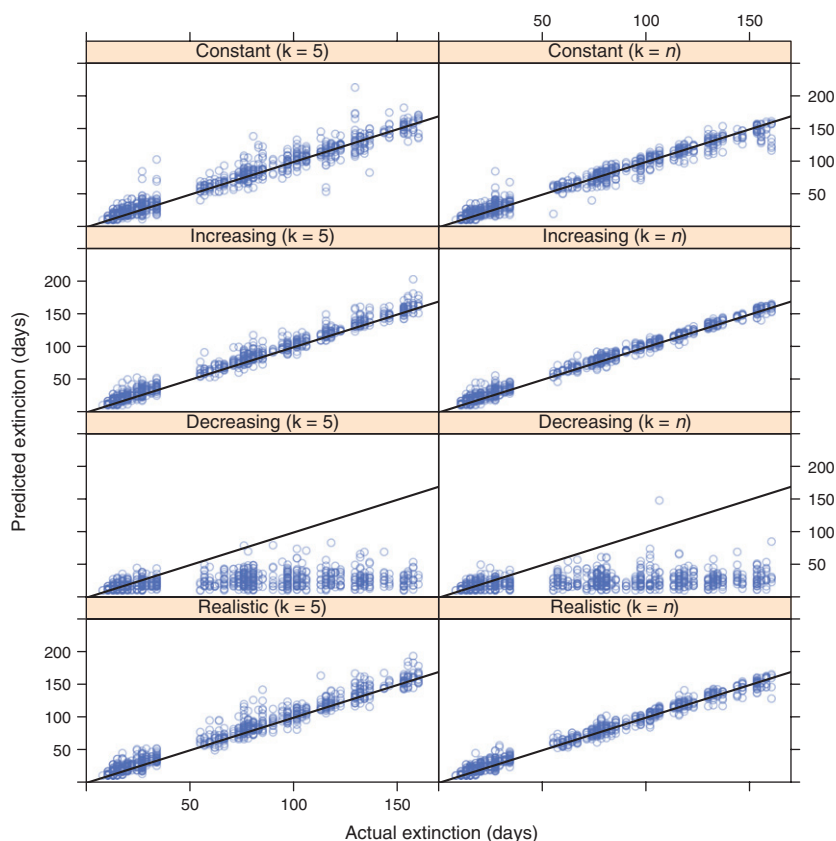 50 100 150
Constant (k = 5) Constant (k = n)
200
150
100
50
Increasing (k = 5) Increasing (k = n)
200
150
100
50
Decreasing (k = 5) Decreasing (k = n)
200
150
100
50
Realistic (k = 5) Realistic (k = n)
200
150
100
50
50 100 150
Predicted extinciton (days)
Actual extinction (days)